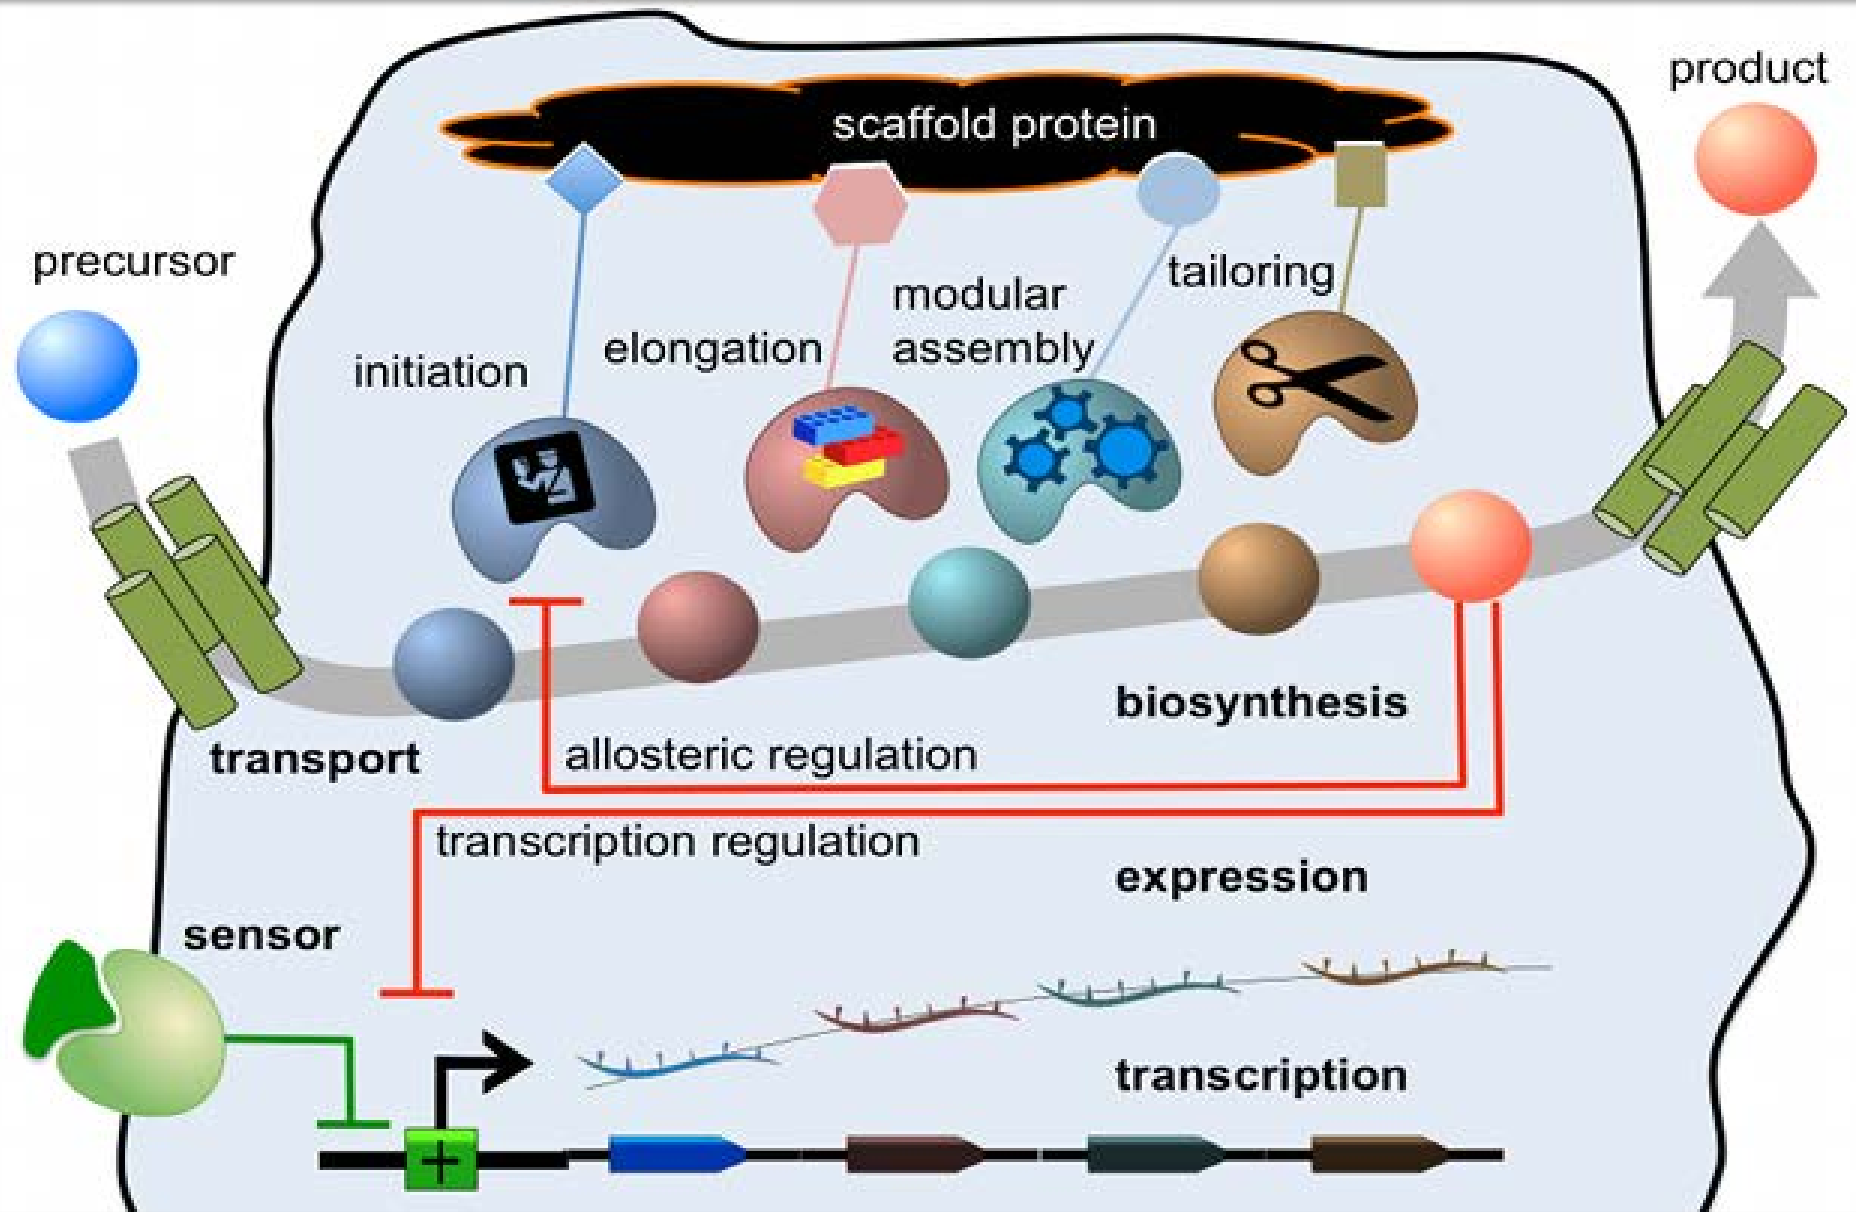 product
scaffold protein
precursor
tailoring
modular
assembly
elongation
initiation
biosynthesis
transport
allosteric regulation
transcription regulation
expression
sensor
transcription
+